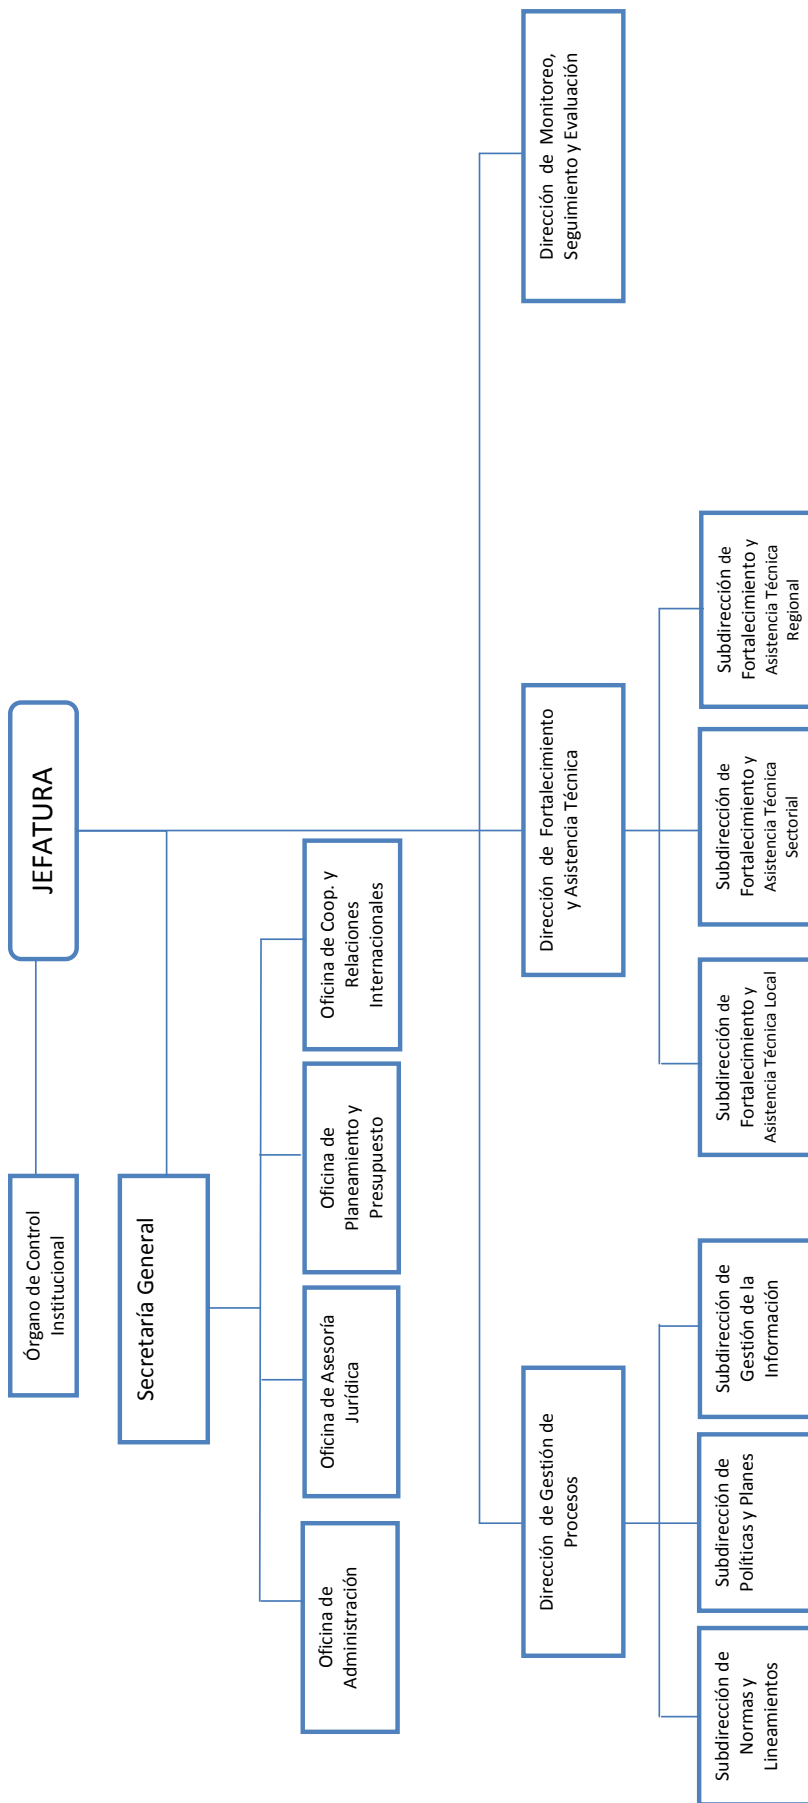 JEFATURA
Órgano de Control
Institucional
Secretaría General
Oficina de
Administración
Oficina de Asesoría
Jurídica
Oficina de
Planeamiento y
Presupuesto
Oficina de Coop. y
Relaciones
Internacionales
Dirección de Gestión de
Procesos
Dirección de Fortalecimiento
y Asistencia Técnica
Dirección de Monitoreo,
Seguimiento y Evaluación
Subdirección de
Normas y
Lineamientos
Subdirección de
Políticas y Planes
Subdirección de
Gestión de la
Información
Subdirección de
Fortalecimiento y
Asistencia Técnica Local
Subdirección de
Fortalecimiento y
Asistencia Técnica
Sectorial
Subdirección de
Fortalecimiento y
Asistencia Técnica
Regional